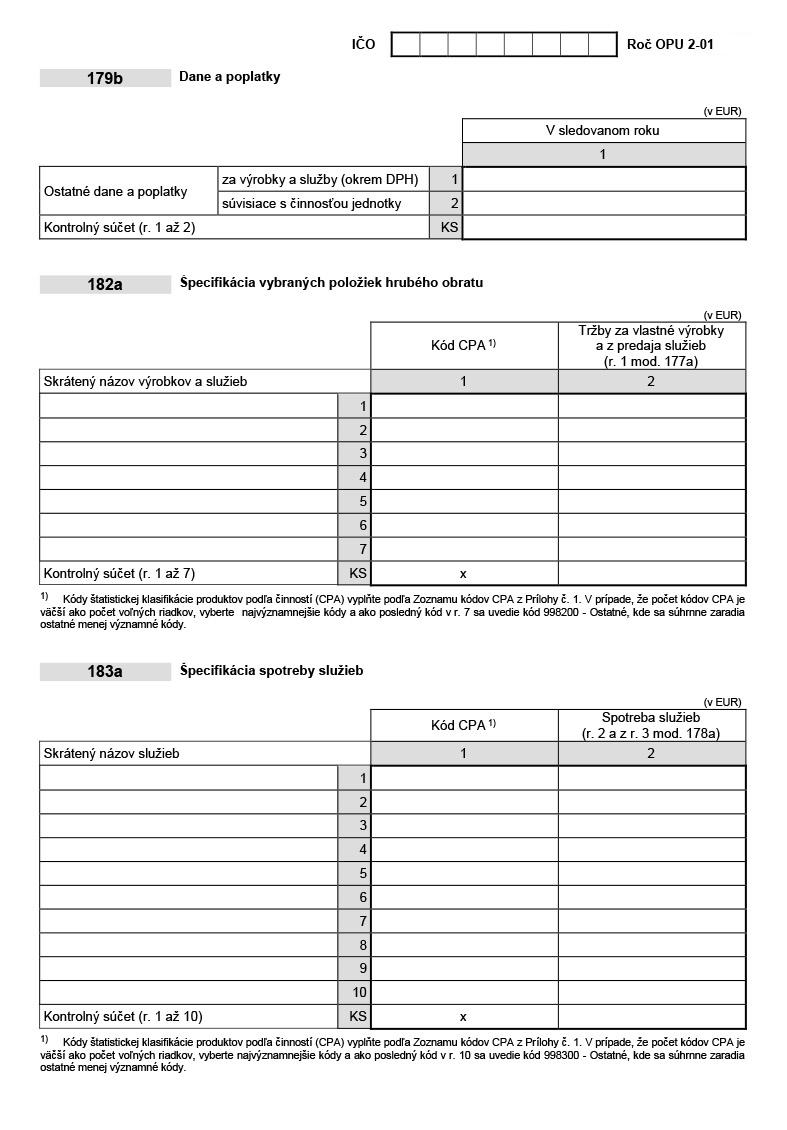 IČO Roč OPU 2-01
179b Dane a poplatky
(v EUR)
V sledovanom roku
1
Ostatné dane a poplatky za výrobky a služby (okrem DPH) 1
súvisiace s činnosťou jednotky 2
Kontrolný súčet (r. 1 až 2) KS
182a Špecifikácia vybraných položiek hrubého obratu
(v EUR)
Kód CPA 1) Tržby za vlastné výrobky
a z predaja služieb
(r. 1 mod. 177a)
Skrátený názov výrobkov a služieb 1 2
1
2
3
4
5
6
7
Kontrolný súčet (r. 1 až 7) KS x
1) Kódy štatistickej klasifikácie produktov podľa činností (CPA) vyplňte podľa Zoznamu kódov CPA z Prílohy č. 1. V prípade, že počet kódov CPA je
väčší ako počet voľných riadkov, vyberte najvýznamnejšie kódy a ako posledný kód v r. 7 sa uvedie kód 998200 - Ostatné, kde sa súhrnne zaradia
ostatné menej významné kódy.
183a Špecifikácia spotreby služieb
(v EUR)
Kód CPA 1) Spotreba služieb
(r. 2 a z r. 3 mod. 178a)
Skrátený názov služieb 1 2
1
2
3
4
5
6
7
8
9
10
Kontrolný súčet (r. 1 až 10) KS x
1) Kódy štatistickej klasifikácie produktov podľa činností (CPA) vyplňte podľa Zoznamu kódov CPA z Prílohy č. 1. V prípade, že počet kódov CPA je
väčší ako počet voľných riadkov, vyberte najvýznamnejšie kódy a ako posledný kód v r. 10 sa uvedie kód 998300 - Ostatné, kde sa súhrnne zaradia
ostatné menej významné kódy.